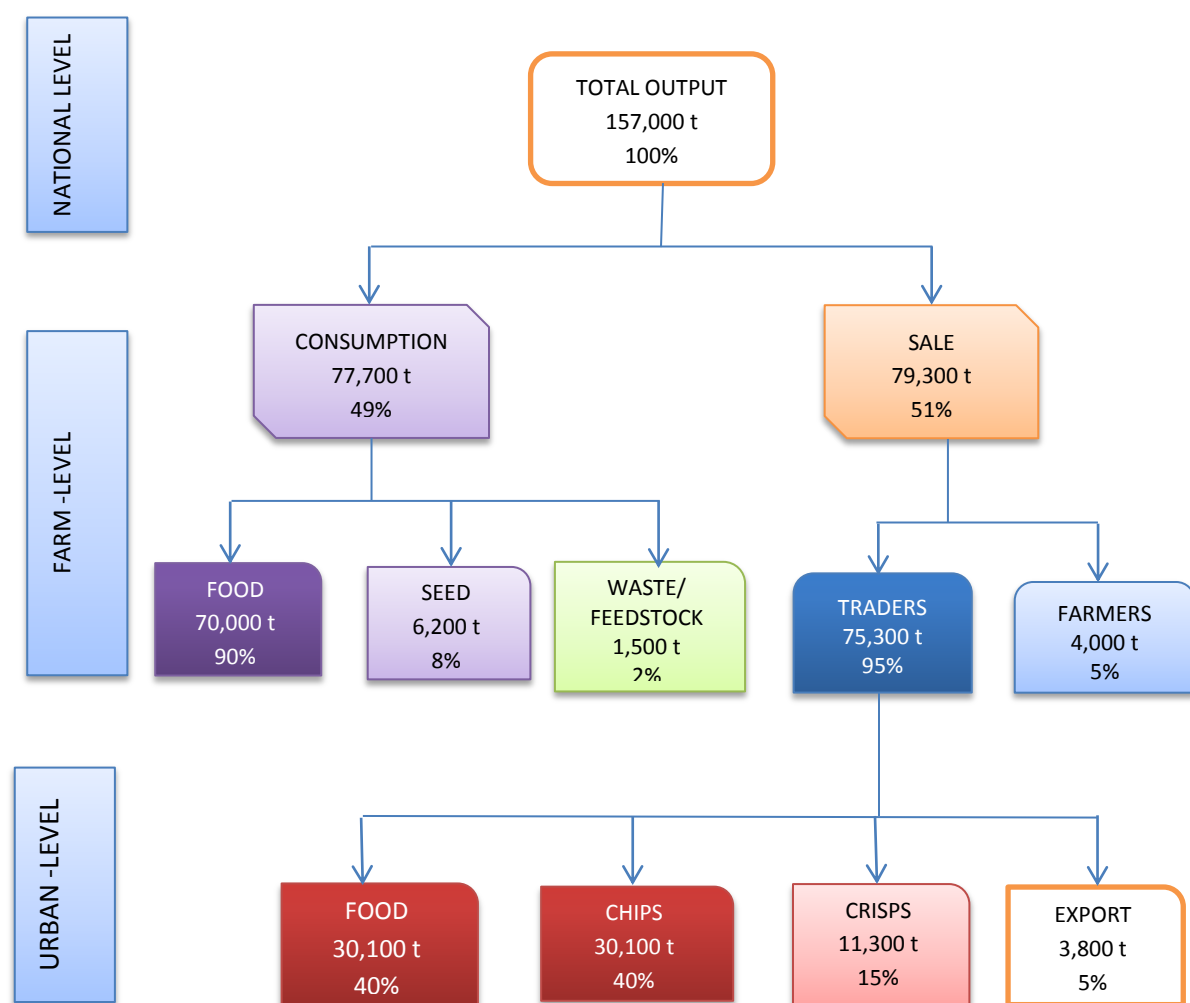 NATIONAL LEVEL
TOTAL OUTPUT
157,000 t
100%
FARM -LEVEL
CONSUMPTION
77,700 t
49%
SALE
79,300 t
51%
FOOD
70,000 t
90%
SEED
6,200 t
8%
WASTE/
FEEDSTOCK
1,500 t
2%
TRADERS
75,300 t
95%
FARMERS
4,000 t
5%
URBAN -LEVEL
FOOD
30,100 t
40%
CHIPS
30,100 t
40%
CRISPS
11,300 t
15%
EXPORT
3,800 t
5%